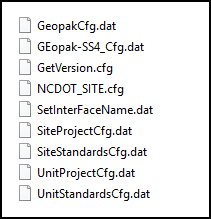 GeopakCfg.dat
GEopak-SS4_Cfg.dat
GetVersion.cfg
NCDOT_SITE.cfg
SetInterFaceName.dat
SiteProjectCfg.dat
SiteStandardsCfg.dat
UnitProjectCfg.dat
UnitStandardsCfg.dat